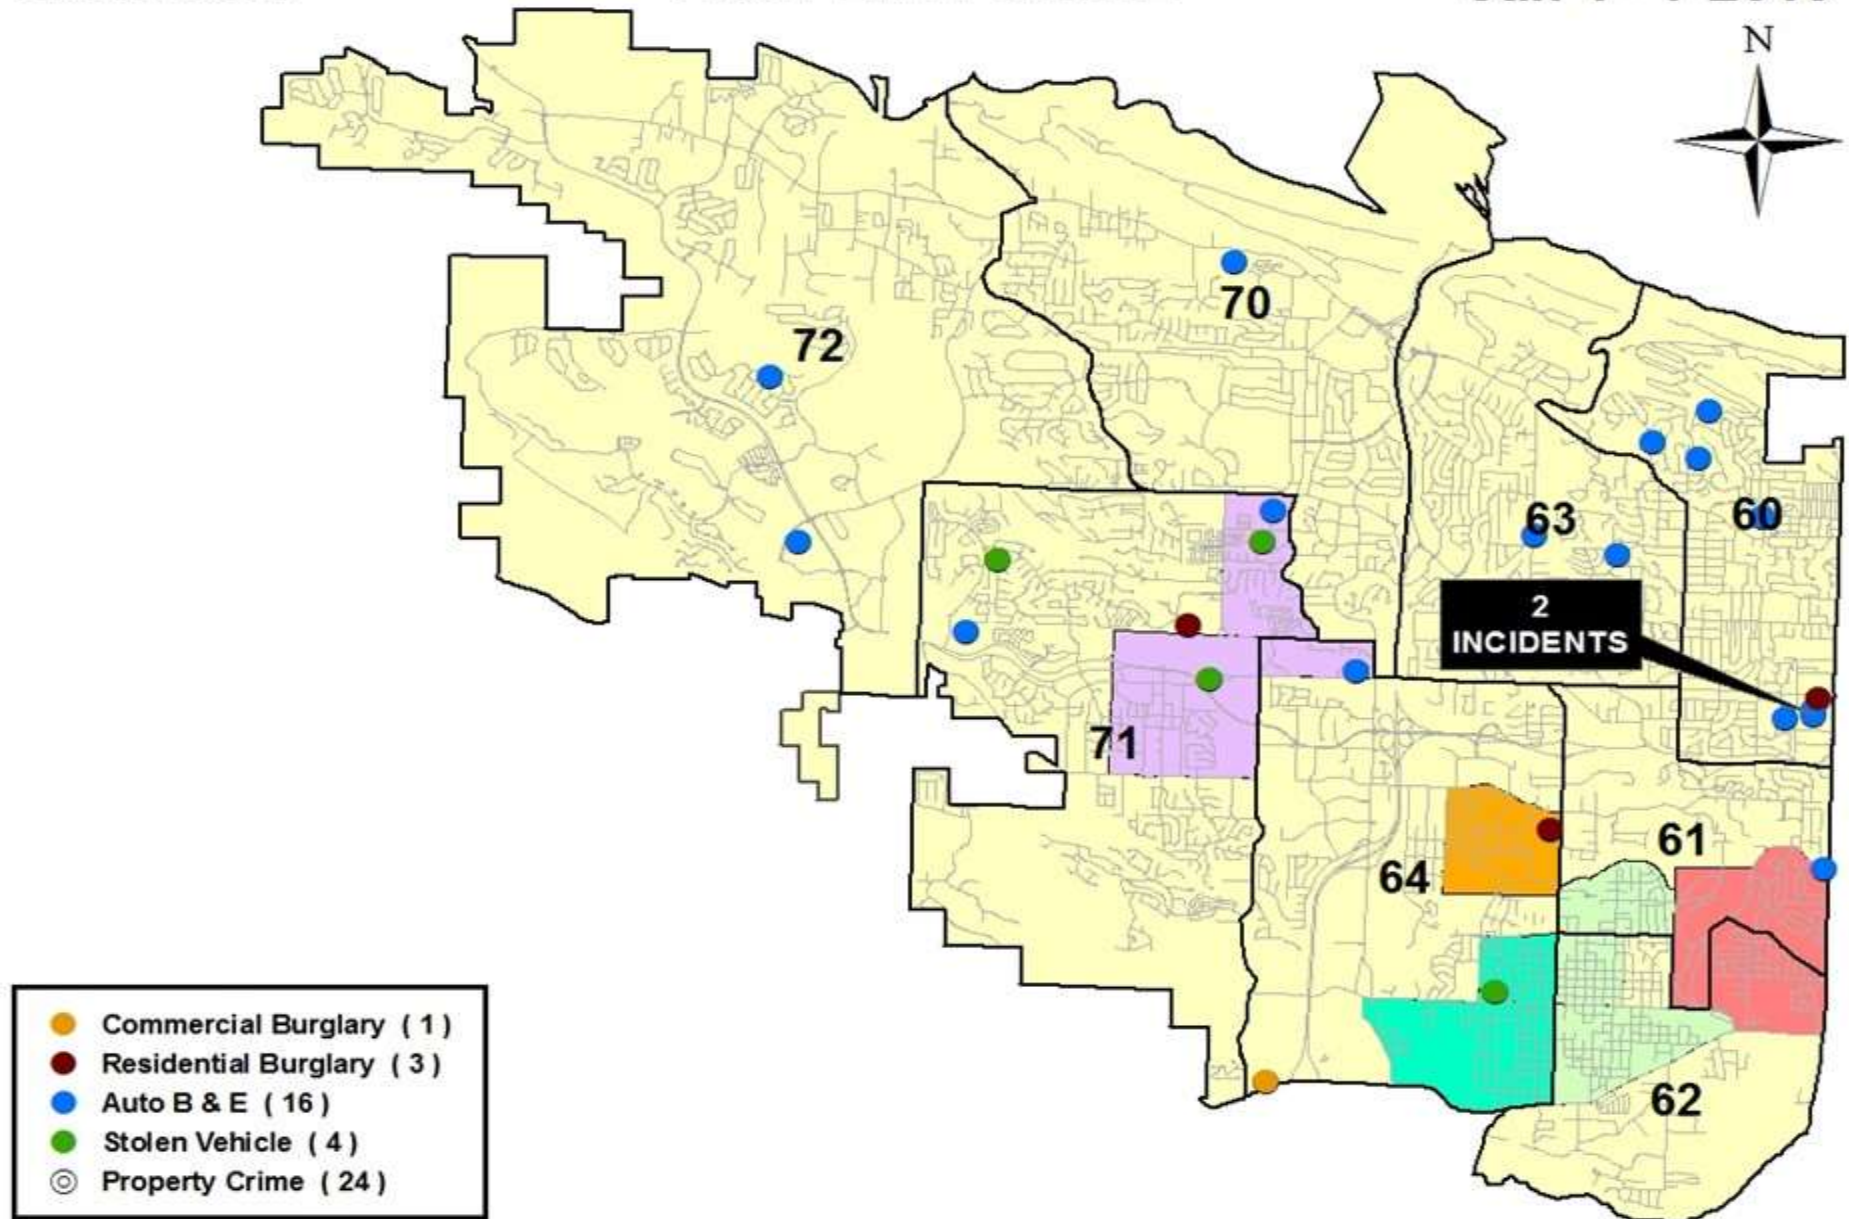 N
70
72
63
60
2
INCIDENTS
71
61
64
62
Commercial Burglary ( 1 )
Residential Burglary ( 3 )
Auto B & E ( 16 )
Stolen Vehicle ( 4 )
Property Crime ( 24 )